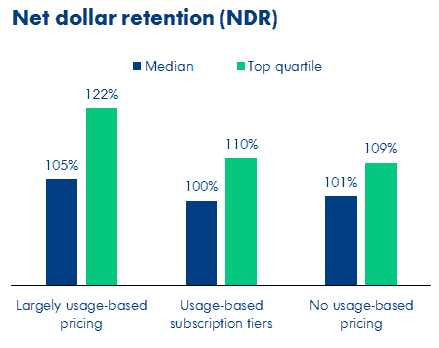 Net dollar retention (NDR)
Median Top quartile
122%
105%
110%
100%
109%
101%
Largely usage-based
pricing
Usage-based
subscription tiers
No usage-based
pricing